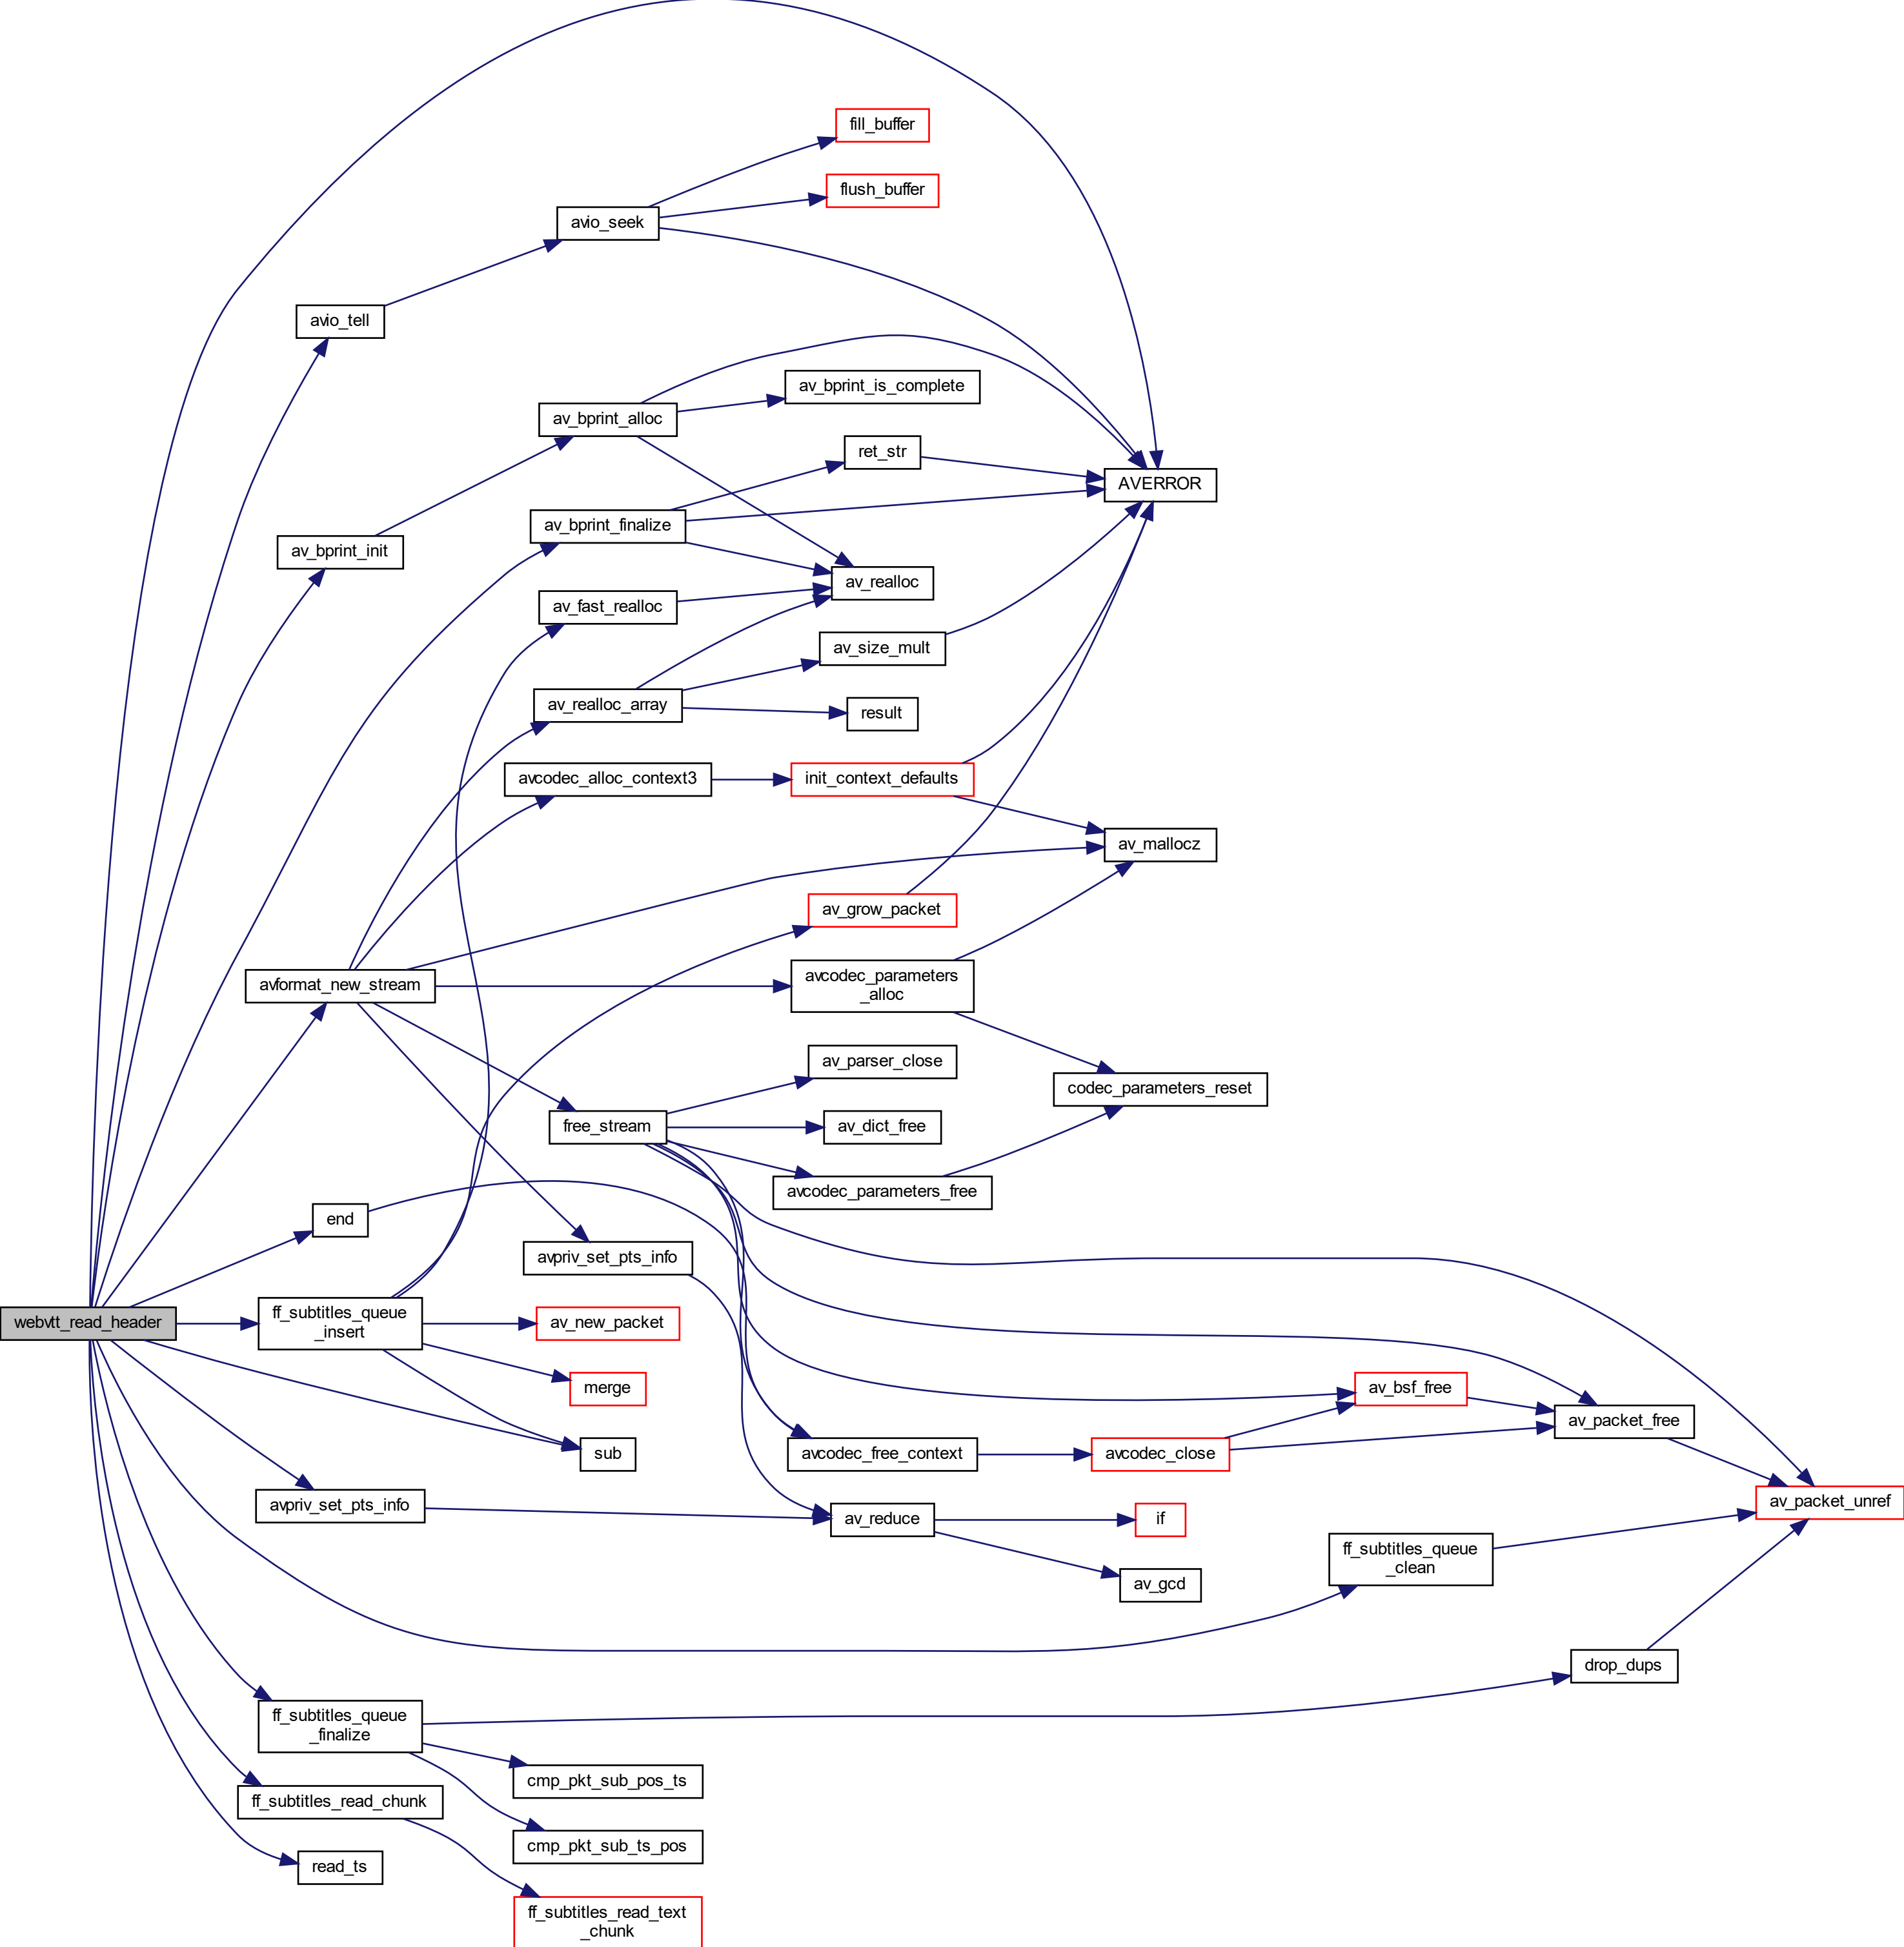 fill_buffer
flush_buffer
avio_seek
avio_tell
av_bprint_is_complete
av_bprint_alloc
ret_str
AVERROR
av_bprint_finalize
av_bprint_init
av_realloc
av_fast_realloc
av_size_mult
av_realloc_array
result
avcodec_alloc_context3
init_context_defaults
av_mallocz
av_grow_packet
avformat_new_stream
avcodec_parameters
_alloc
av_parser_close
codec_parameters_reset
free_stream
av_dict_free
avcodec_parameters_free
end
avpriv_set_pts_info
webvtt_read_header
ff_subtitles_queue
_insert
av_new_packet
merge
av_bsf_free
av_packet_free
sub
avcodec_free_context
avcodec_close
avpriv_set_pts_info
av_reduce
if
av_packet_unref
ff_subtitles_queue
_clean
av_gcd
drop_dups
ff_subtitles_queue
_finalize
cmp_pkt_sub_pos_ts
ff_subtitles_read_chunk
cmp_pkt_sub_ts_pos
read_ts
ff_subtitles_read_text
_chunk